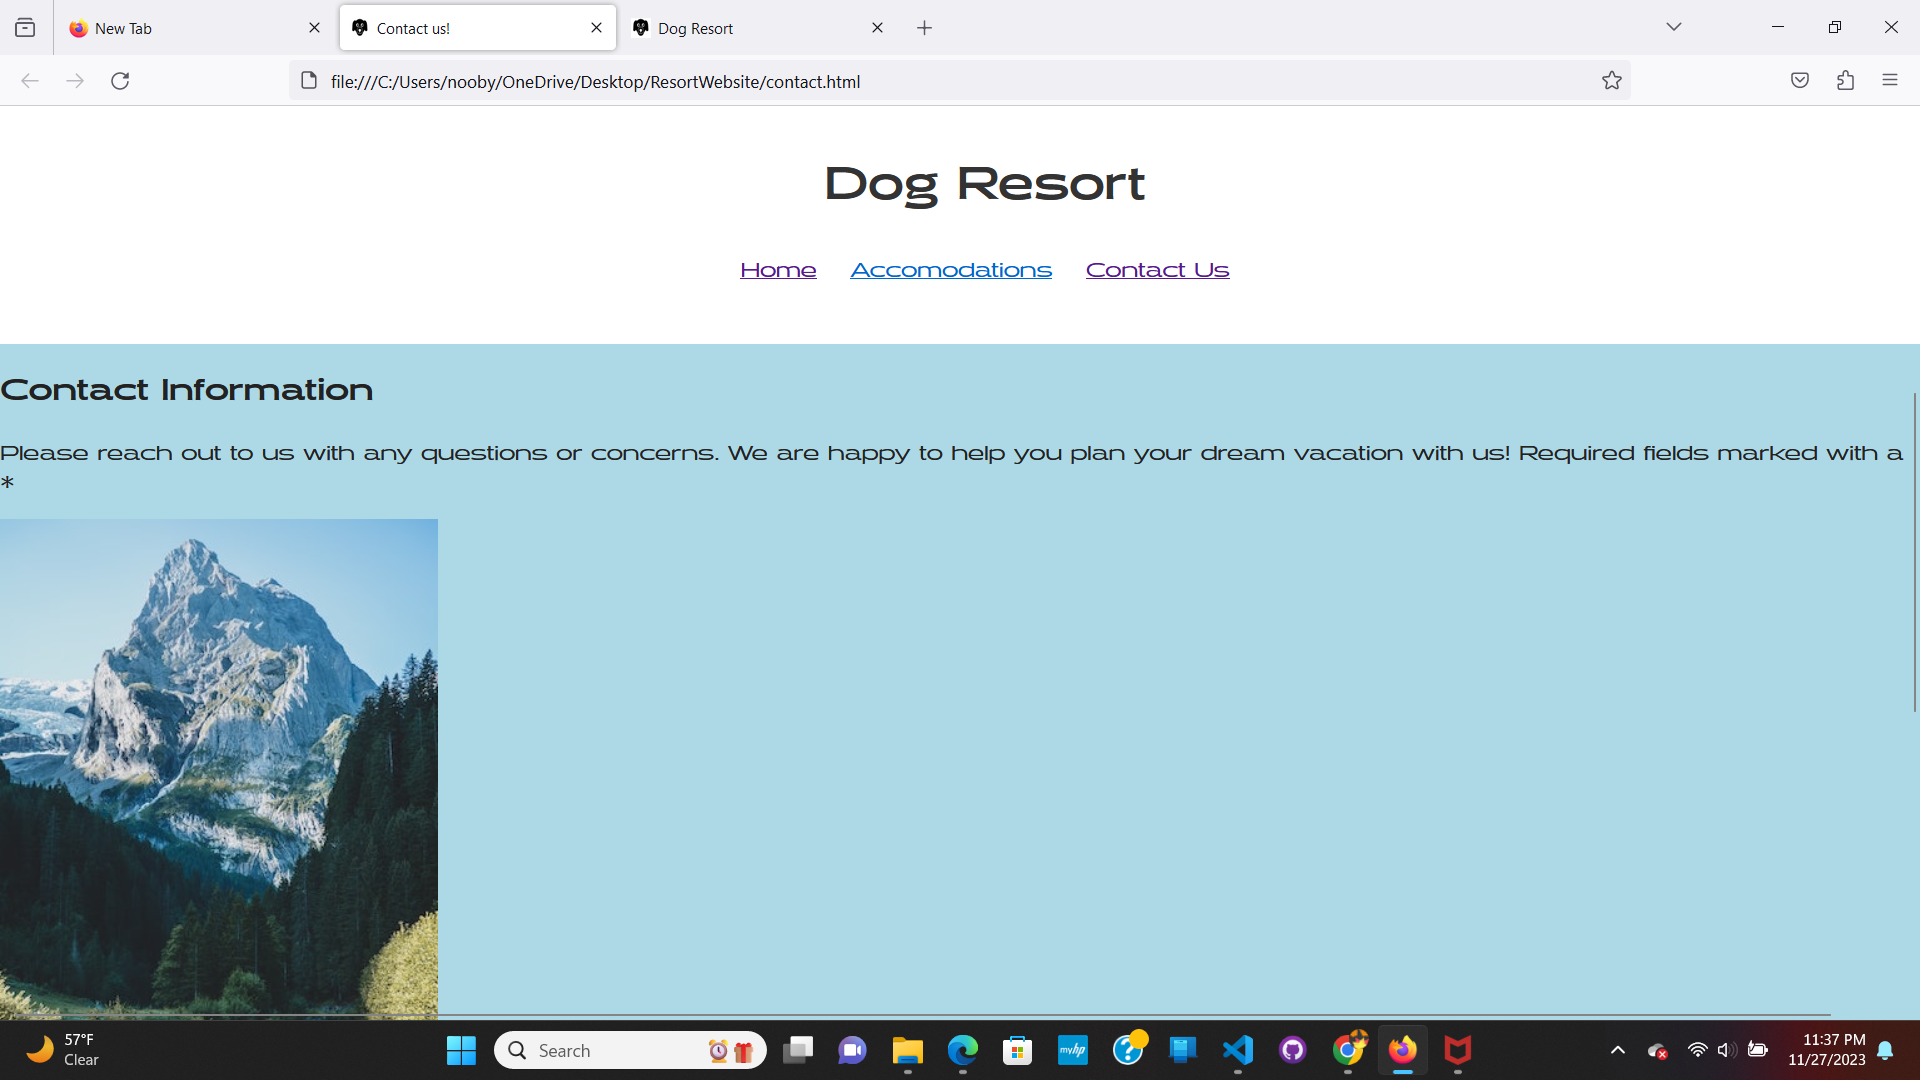 New Tab
Contact us!
Dog Resort
file:///C:/Users/nooby/OneDrive/Desktop/ResortWebsite/contact.html
Dog Resort
Home Accomodations Contact Us
Contact Information
Please reach out to us with any questions or concerns. We are happy to help you plan your dream vacation with us! Required fields marked with a
*
57°F
Clear
Search
myhp
11:37 PM
11/27/2023